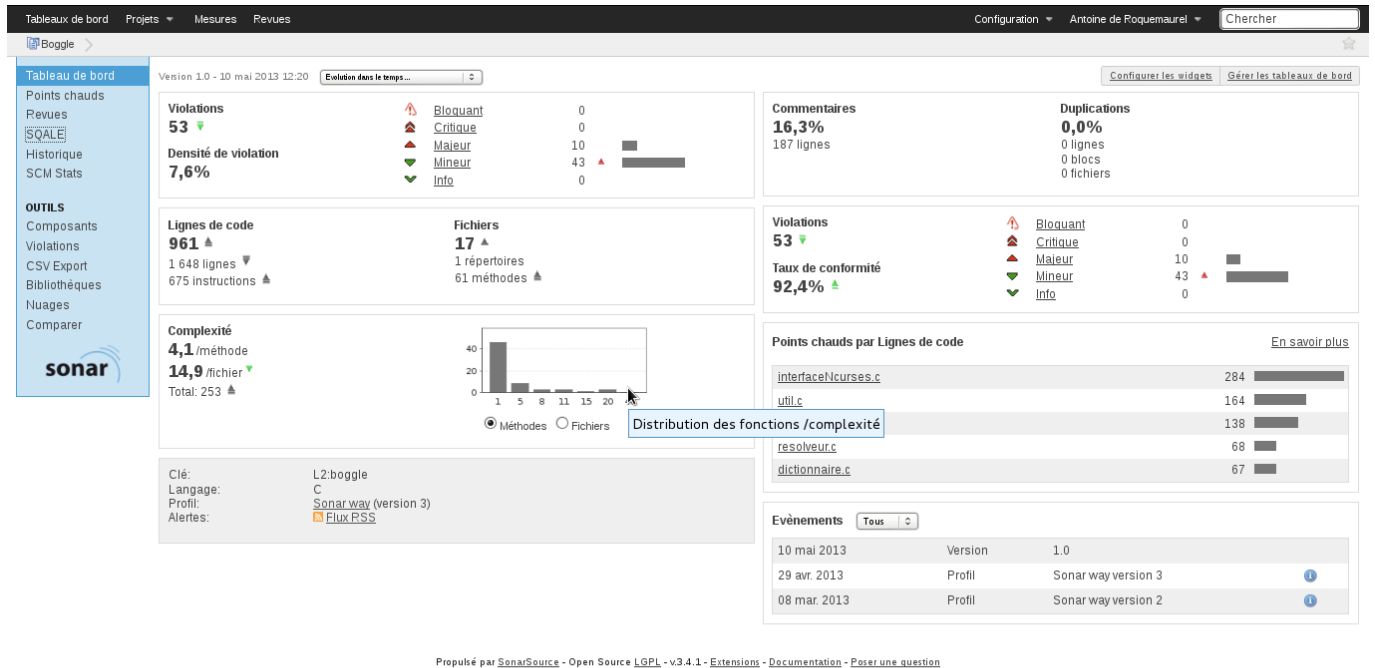 Tableaux de bord Projets Mesures Revues Configuration Antoine de Roquemaurel Chercher
Boggle
Tableau de bord
Points chauds
Revues
SQALE
Historique
SCM Stats
OUTILS
Composants
Violations
CSV Export
Bibliothéques
Nuages
Comparer
sonar
Version 1.0 - 10 mai 2013 12:20 Evolution dans le temps... Configurer les widgets Gérer les tableaux de bord
Violations
53
Densité de violation
7,6%
Bloquant 0
Critique 0
Majeur 10
Mineur 43
Info 0
Lignes de code
961
1 648 lignes
675 instructions
Fichiers
17
1 répertoires
61 méthodes
Complexité
4,1 /méthode
14,9 /fichier
Total: 253
40
20
0
1 5 8 11 15 20
Méthodes Fichiers
Distribution des fonctions /complexité
Clé: L2:boggle
Langage: C
Profil: Sonar way (version 3)
Alertes: Flux RSS
Commentaires
16,3%
187 lignes
Duplications
0,0%
0 lignes
0 blocs
0 fichiers
Violations
53
Taux de conformité
92,4%
Bloquant 0
Critique 0
Majeur 10
Mineur 43
Info 0
Points chauds par Lignes de code En savoir plus
interfaceNcurses.c 284
util.c 164
138
resolveur.c 68
dictionnaire.c 67
Evènements Tous
10 mai 2013 Version 1.0
29 avr. 2013 Profil Sonar way version 3
08 mar. 2013 Profil Sonar way version 2
Propulsé par SonarSource - Open Source LGPL - v.3.4.1 - Extensions - Documentation - Poser une question